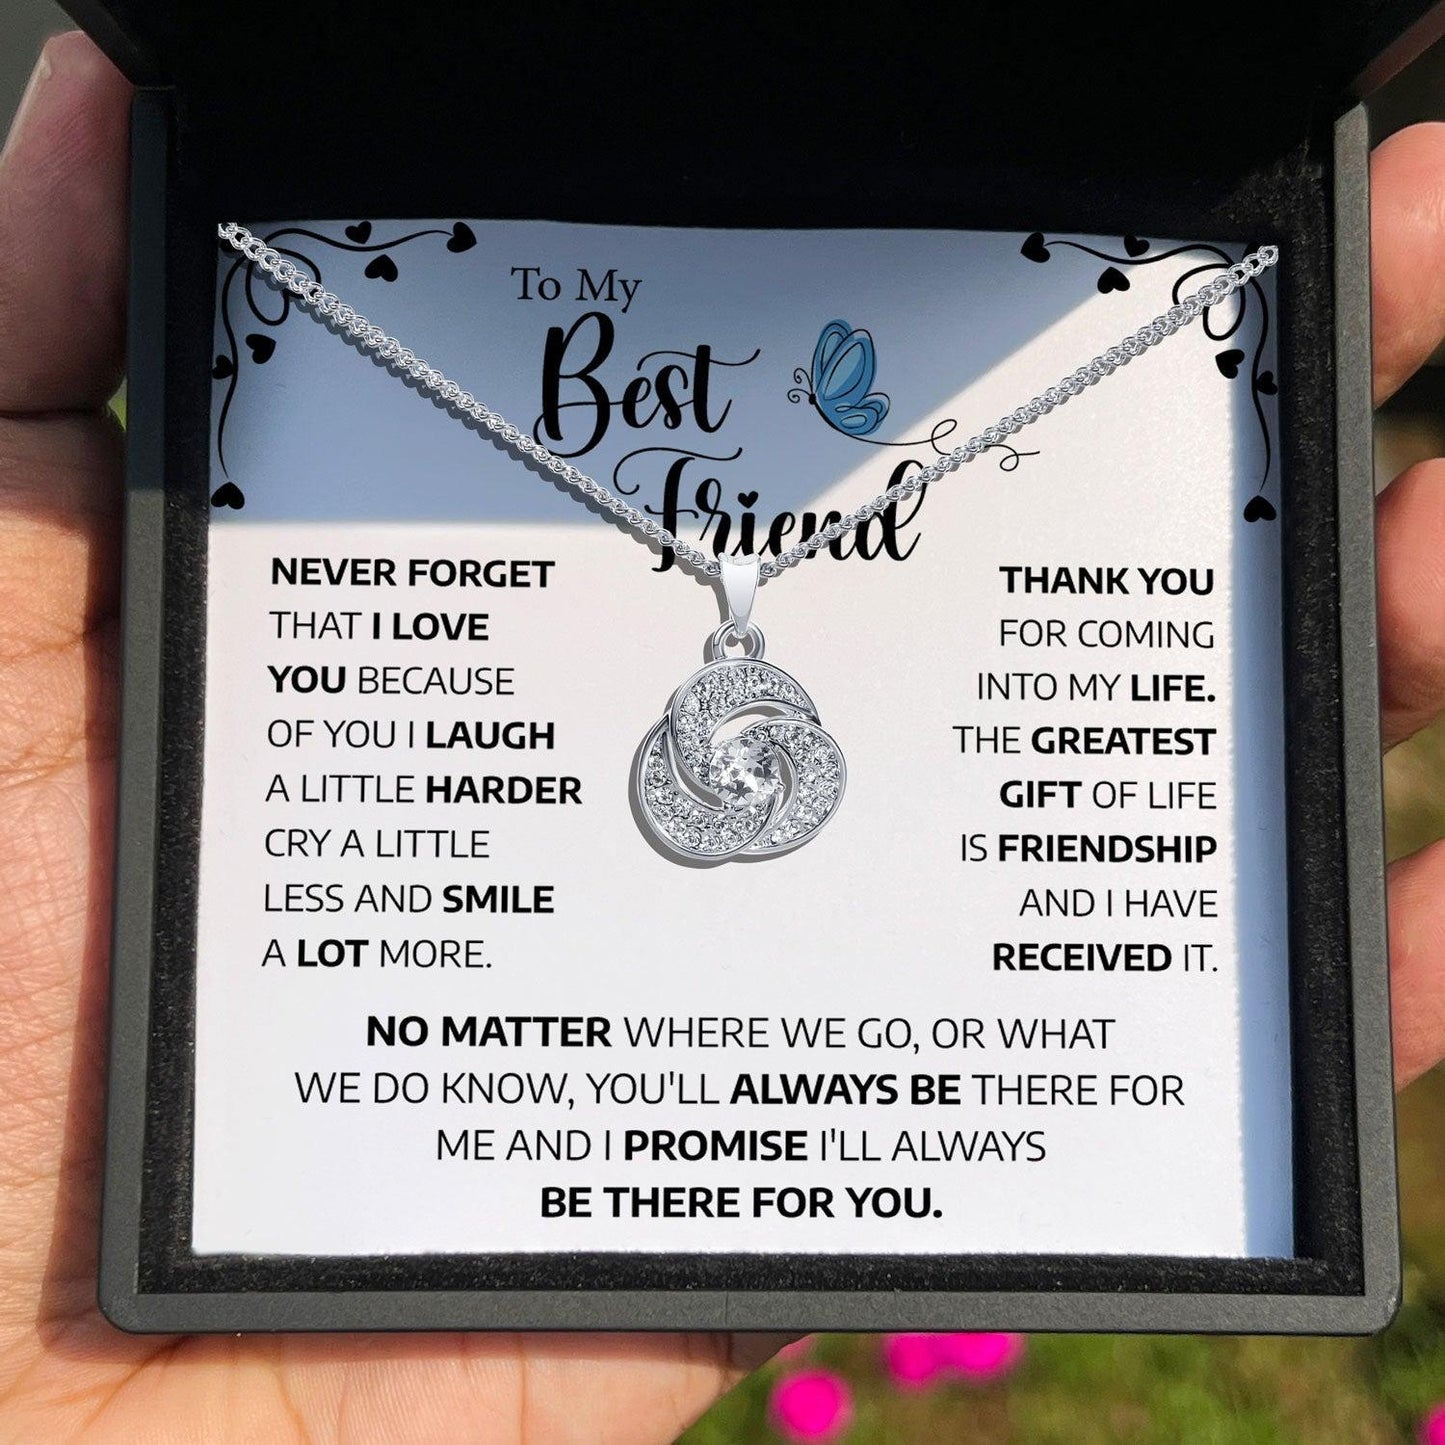 To My
Best
Friend
NEVER FORGET
THAT I LOVE
YOU BECAUSE
OF YOU I LAUGH
A LITTLE HARDER
CRY A LITTLE
LESS AND SMILE
A LOT MORE.
THANK YOU
FOR COMING
INTO MY LIFE.
THE GREATEST
GIFT OF LIFE
IS FRIENDSHIP
AND I HAVE
RECEIVED IT.
NO MATTER WHERE WE GO, OR WHAT
WE DO KNOW, YOU'LL ALWAYS BE THERE FOR
ME AND I PROMISE I'LL ALWAYS
BE THERE FOR YOU.